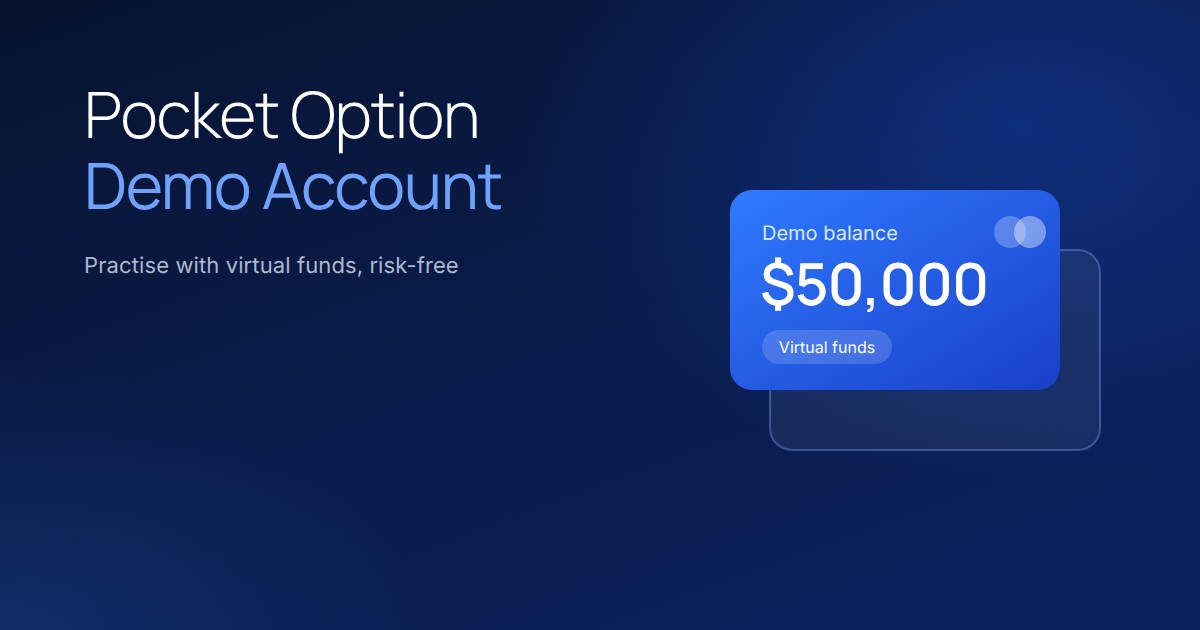 Pocket Option
Demo Account
Practise with virtual funds, risk-free
Demo balance
$50,000
Virtual funds